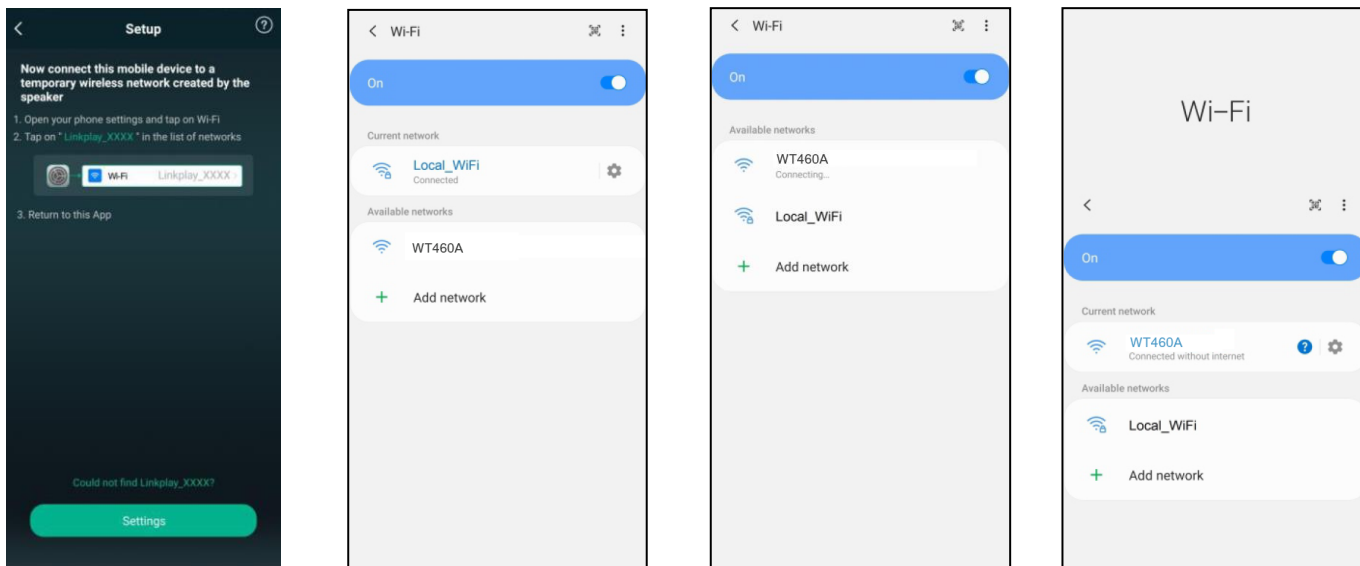 Setup
?
Now connect this mobile device to a
temporary wireless network created by the
speaker
1. Open your phone settings and tap on Wi-Fi
2. Tap on " Linkplay_XXXX " in the list of networks
Wi-Fi Linkplay_XXXX
3. Return to this App
Could not find Linkplay_XXXX?
Settings
Wi-Fi
On
Current network
Local_WiFi
Connected
Available networks
WT460A
+ Add network
Wi-Fi
On
Available networks
WT460A
Connecting...
Local_WiFi
+ Add network
Wi–Fi
On
Current network
WT460A
Connected without internet
?
Available networks
Local_WiFi
+ Add network